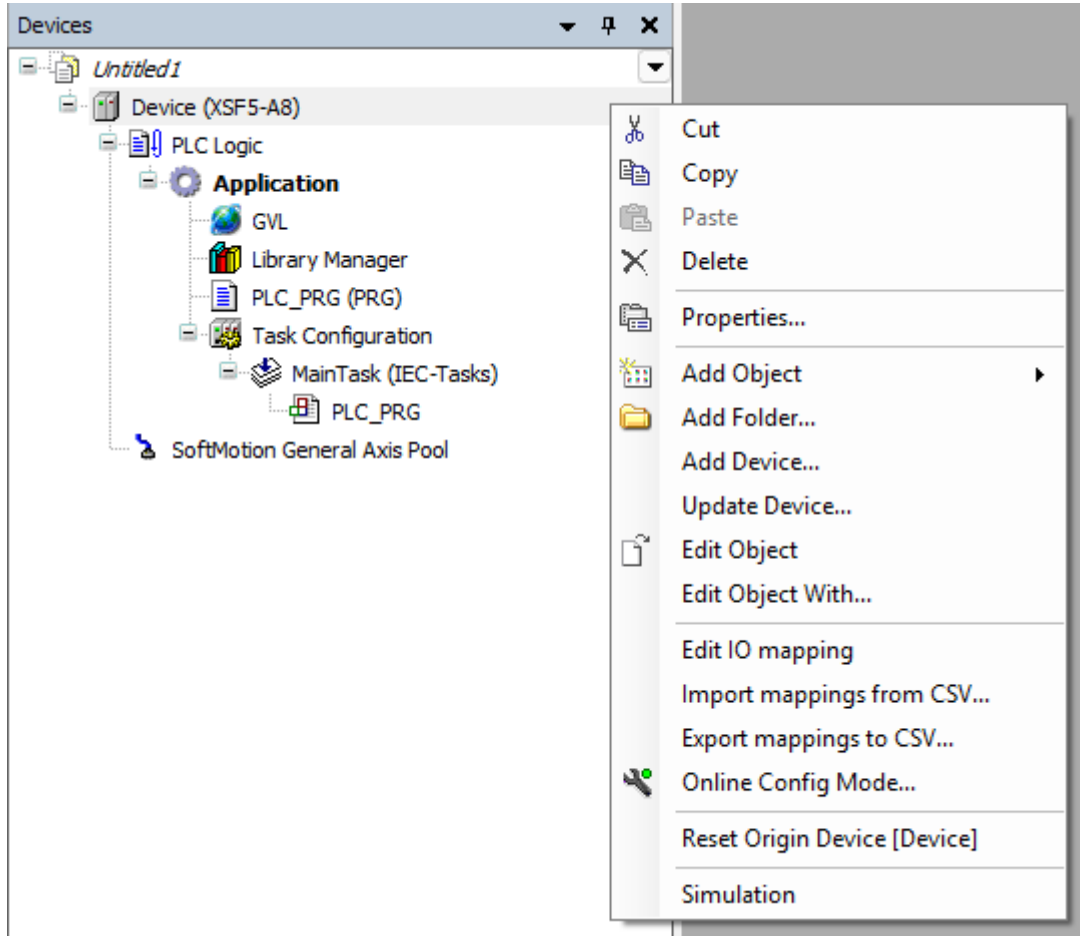 Devices
Untitled1
Device (XSF5-A8)
PLC Logic
Application
GVL
Library Manager
PLC_PRG (PRG)
Task Configuration
MainTask (IEC-Tasks)
PLC_PRG
SoftMotion General Axis Pool
Cut
Copy
Paste
Delete
Properties...
Add Object
Add Folder...
Add Device...
Update Device...
Edit Object
Edit Object With...
Edit IO mapping
Import mappings from CSV...
Export mappings to CSV...
Online Config Mode...
Reset Origin Device [Device]
Simulation